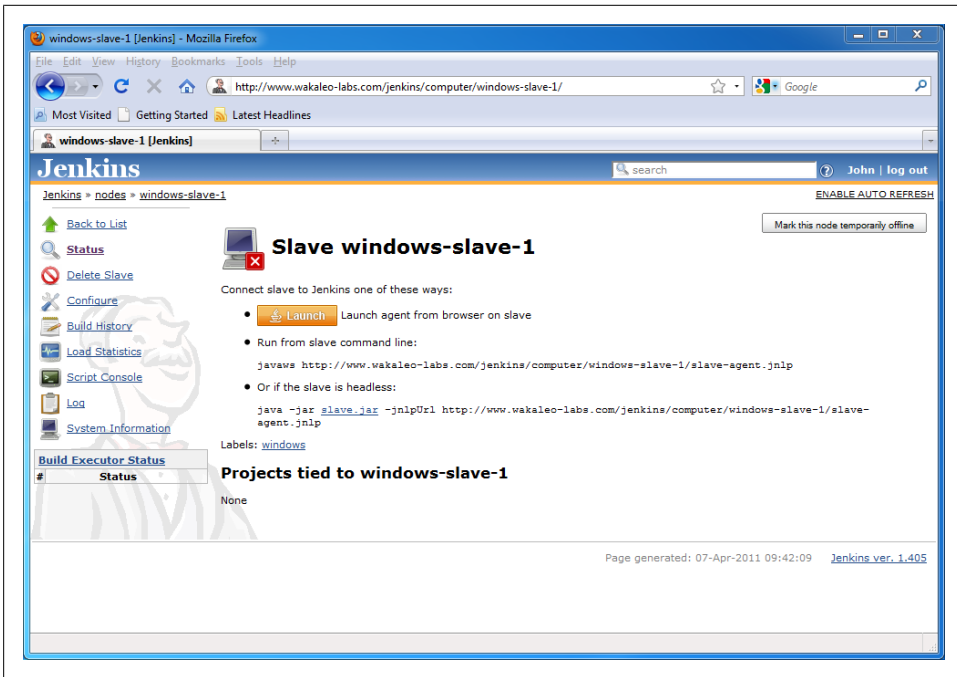 windows-slave-1 [Jenkins] - Mozilla Firefox
File Edit View History Bookmarks Tools Help
http://www.wakaleo-labs.com/jenkins/computer/windows-slave-1/
Google
Most Visited Getting Started Latest Headlines
windows-slave-1 [Jenkins]
Jenkins
search
John | log out
Jenkins » nodes » windows-slave-1
ENABLE AUTO REFRESH
Back to List
Mark this node temporarily offline
Status
Slave windows-slave-1
Delete Slave
Connect slave to Jenkins one of these ways:
Configure
Launch Launch agent from browser on slave
Build History
Run from slave command line:
Load Statistics
javaws http://www.wakaleo-labs.com/jenkins/computer/windows-slave-1/slave-agent.jnlp
Script Console
Or if the slave is headless:
Log
java -jar slave.jar -jnlpUrl http://www.wakaleo-labs.com/jenkins/computer/windows-slave-1/slave-
agent.jnlp
System Information
Labels: windows
Build Executor Status
# Status
Projects tied to windows-slave-1
None
Page generated: 07-Apr-2011 09:42:09 Jenkins ver. 1.405